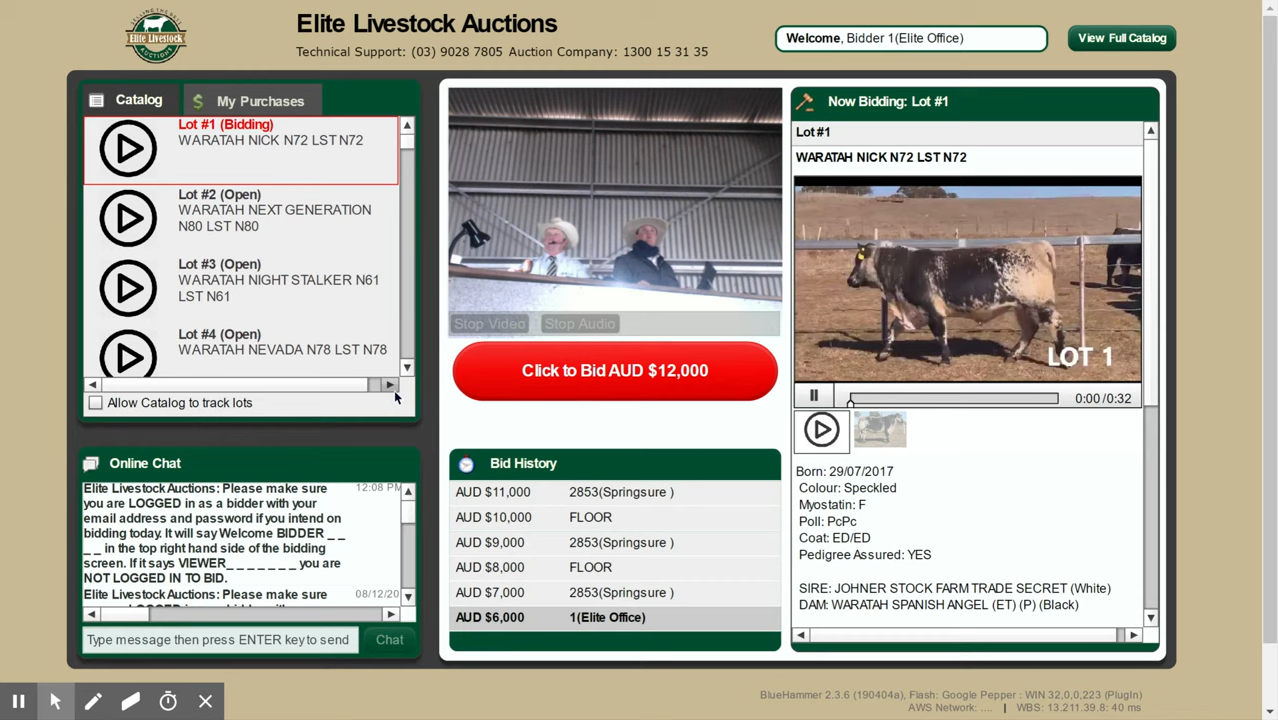 Elite Livestock
AUCTIONS
Elite Livestock Auctions
Technical Support: (03) 9028 7805 Auction Company: 1300 15 31 35
Welcome, Bidder 1(Elite Office)
View Full Catalog
Catalog
My Purchases
Lot #1 (Bidding)
WARATAH NICK N72 LST N72
Lot #2 (Open)
WARATAH NEXT GENERATION
N80 LST N80
Lot #3 (Open)
WARATAH NIGHT STALKER N61
LST N61
Lot #4 (Open)
WARATAH NEVADA N78 LST N78
Allow Catalog to track lots
Online Chat
Elite Livestock Auctions: Please make sure 12:08 PM
you are LOGGED in as a bidder with your
email address and password if you intend on
bidding today. It will say Welcome BIDDER _ _
_ _ in the top right hand side of the bidding
screen. If it says VIEWER_ _ _ _ _ _ _ you are
NOT LOGGED IN TO BID.
Elite Livestock Auctions: Please make sure 08/12/20
Type message then press ENTER key to send
Chat
Stop Video Stop Audio
Click to Bid AUD $12,000
Bid History
AUD $11,000 2853(Springsure )
AUD $10,000 FLOOR
AUD $9,000 2853(Springsure )
AUD $8,000 FLOOR
AUD $7,000 2853(Springsure )
AUD $6,000 1(Elite Office)
Now Bidding: Lot #1
Lot #1
WARATAH NICK N72 LST N72
LOT 1
0:00 / 0:32
Born: 29/07/2017
Colour: Speckled
Myostatin: F
Poll: PcPc
Coat: ED/ED
Pedigree Assured: YES
SIRE: JOHNER STOCK FARM TRADE SECRET (White)
DAM: WARATAH SPANISH ANGEL (ET) (P) (Black)
BlueHammer 2.3.6 (190404a), Flash: Google Pepper : WIN 32,0,0,223 (PlugIn)
AWS Network: .... | WBS: 13.211.39.8: 40 ms